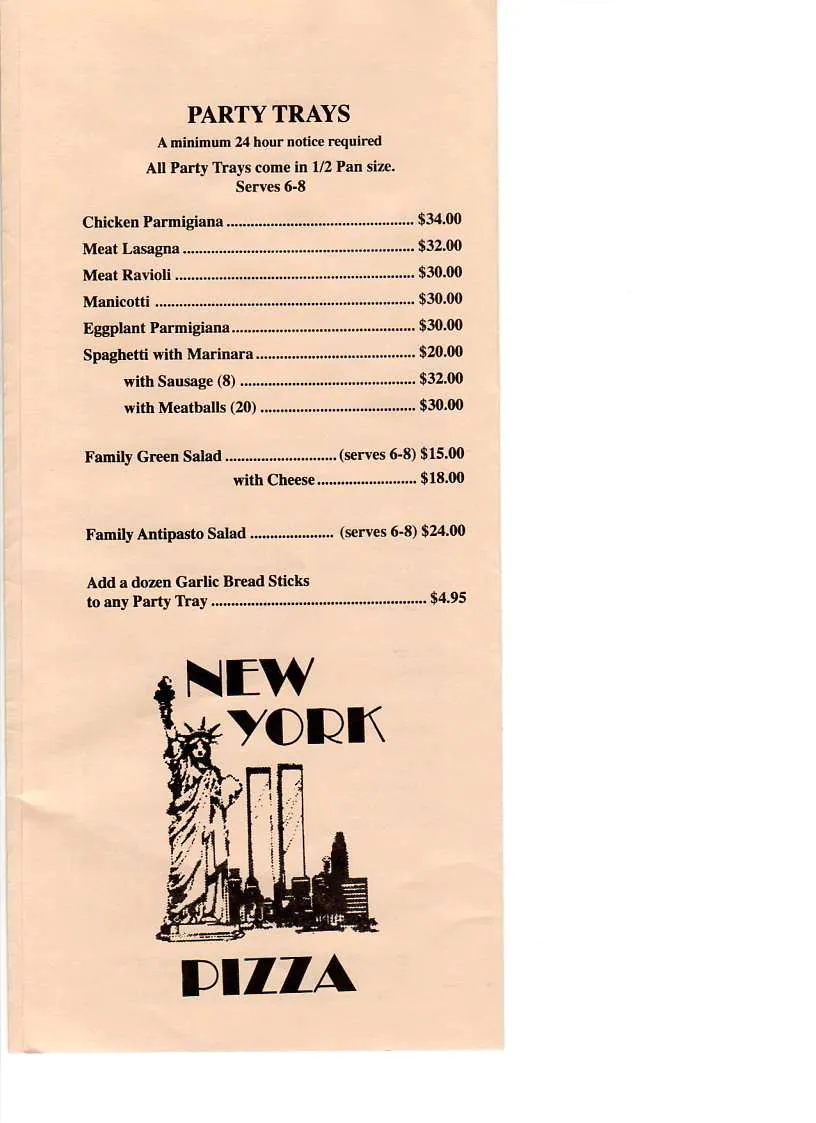 PARTY TRAYS
A minimum 24 hour notice required
All Party Trays come in 1/2 Pan size.
Serves 6-8
Chicken Parmigiana ............................................... $34.00
Meat Lasagna .......................................................... $32.00
Meat Ravioli ............................................................ $30.00
Manicotti ................................................................. $30.00
Eggplant Parmigiana.............................................. $30.00
Spaghetti with Marinara........................................ $20.00
with Sausage (8) ............................................ $32.00
with Meatballs (20) ....................................... $30.00
Family Green Salad ............................ (serves 6-8) $15.00
with Cheese......................... $18.00
Family Antipasto Salad ..................... (serves 6-8) $24.00
Add a dozen Garlic Bread Sticks
to any Party Tray ...................................................... $4.95
NEW
YORK
PIZZA